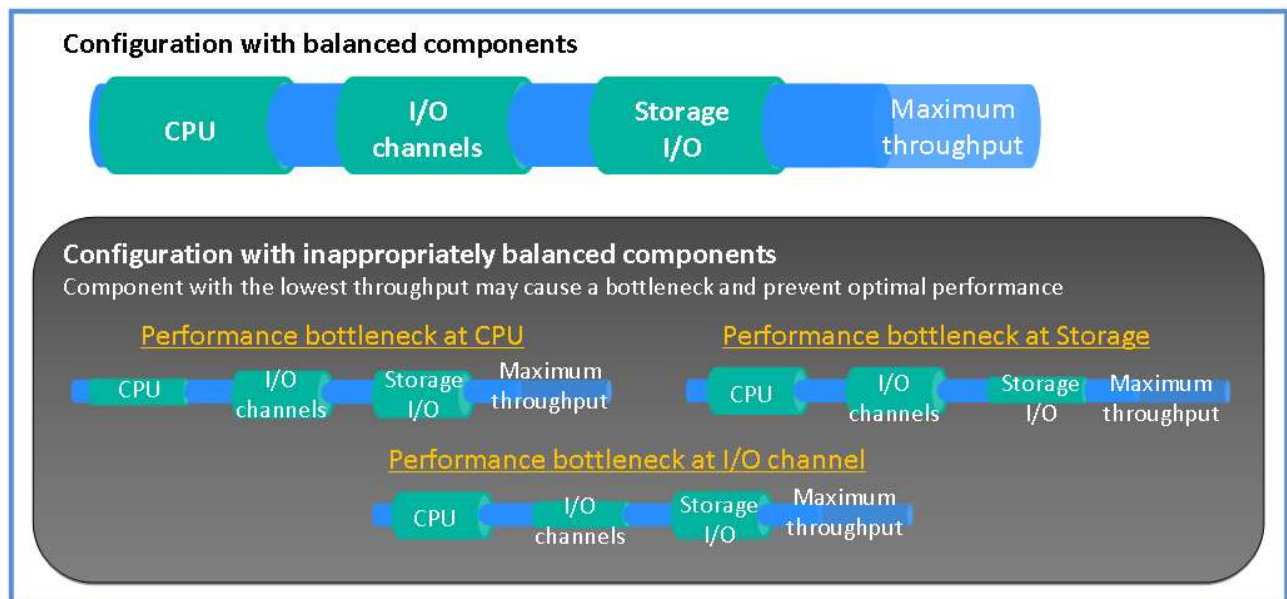 Configuration with balanced components
CPU
I/O
channels
Storage
I/O
Maximum
throughput
Configuration with inappropriately balanced components
Component with the lowest throughput may cause a bottleneck and prevent optimal performance
Performance bottleneck at CPU
CPU
I/O
channels
Storage
I/O
Maximum
throughput
Performance bottleneck at Storage
CPU
I/O
channels
Storage
I/O
Maximum
throughput
Performance bottleneck at I/O channel
CPU
I/O
channels
Storage
I/O
Maximum
throughput